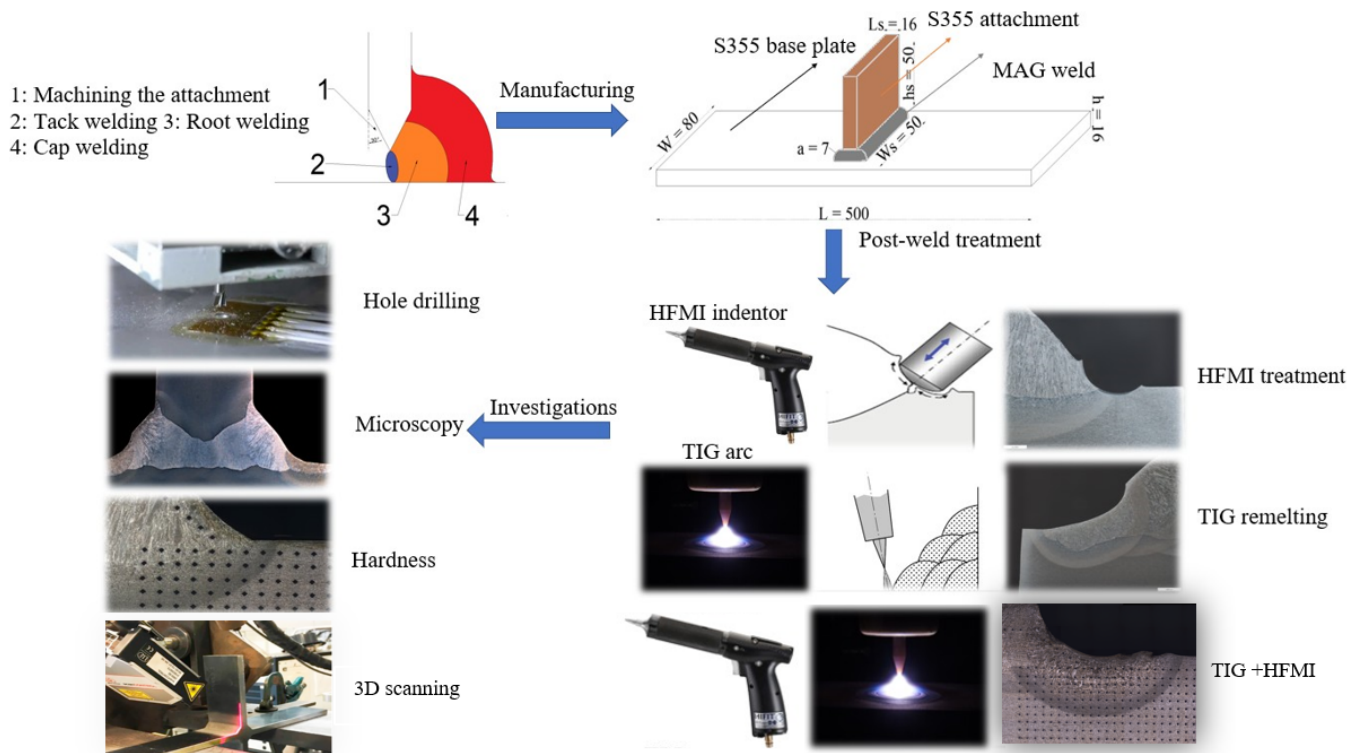 Ls = 16
S355 attachment
S355 base plate
MAG weld
hs = 50
h = 16
W = 80
a = 7
Ws = 50
L = 500
1: Machining the attachment
2: Tack welding 3: Root welding
4: Cap welding
1
2
3
4
Manufacturing
Post-weld treatment
Hole drilling
HFMI indentor
HFMI treatment
Investigations
Microscopy
TIG arc
TIG remelting
Hardness
3D scanning
TIG +HFMI